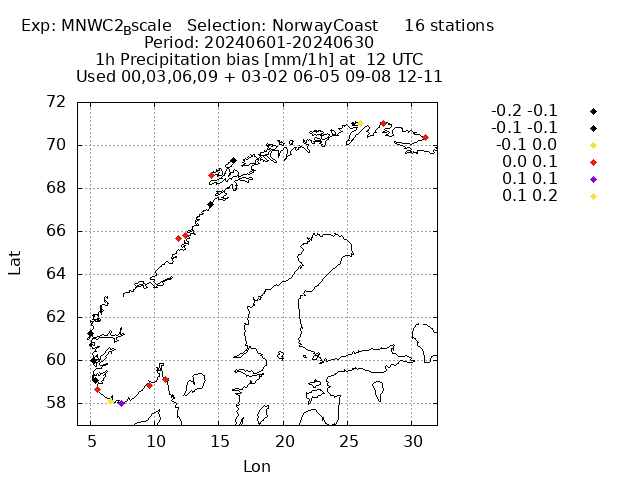 Exp: MNWC2_Bscale   Selection: NorwayCoast     16 stations
Period: 20240601-20240630
1h Precipitation bias [mm/1h] at  12 UTC
Used 00,03,06,09 + 03-02 06-05 09-08 12-11
-0.2 -0.1
-0.1 -0.1
-0.1 0.0
0.0 0.1
0.1 0.1
0.1 0.2
72
70
68
66
64
62
60
58
Lat
5 10 15 20 25 30
Lon